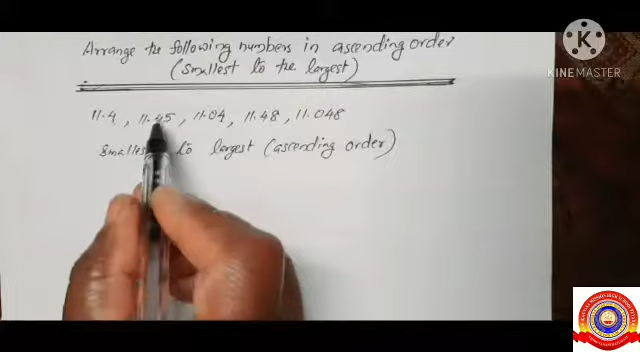 Arrange the following numbers in ascending order
(Smallest to the largest)
11.4, 11.45, 11.04, 11.48, 11.048
to largest (ascending order)
KINEMASTER